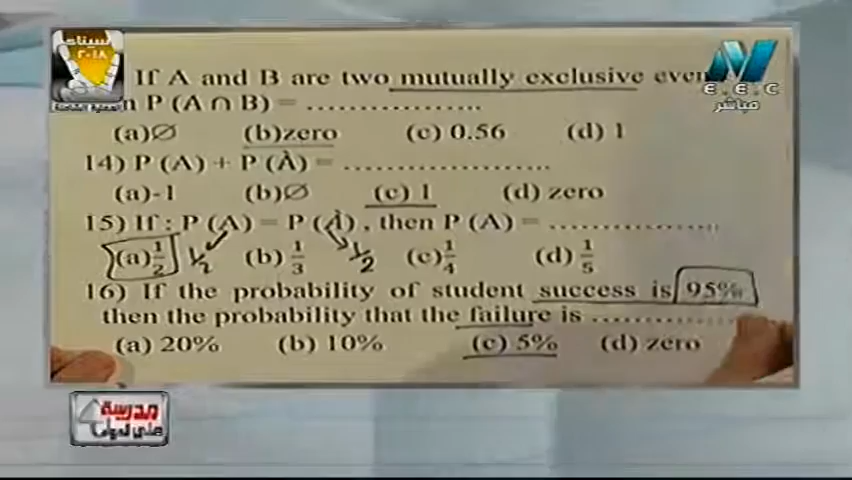 سيناء
٢٠١٨
If A and B are two mutually exclusive even
n P (A ∩ B) = ..................
E.E.C
مباشر
(a)∅ (b)zero (c) 0.56 (d) 1
14) P (A) + P (À) = .....................
(a)-1 (b)∅ (c) 1 (d) zero
15) If : P (A) = P (À) , then P (A) = .................
(a) 1/2 1/2 (b) 1/3 1/2 (c) 1/4 (d) 1/5
16) If the probability of student success is 95%
then the probability that the failure is ..................
(a) 20% (b) 10% (c) 5% (d) zero
مدرسة
على الهواء